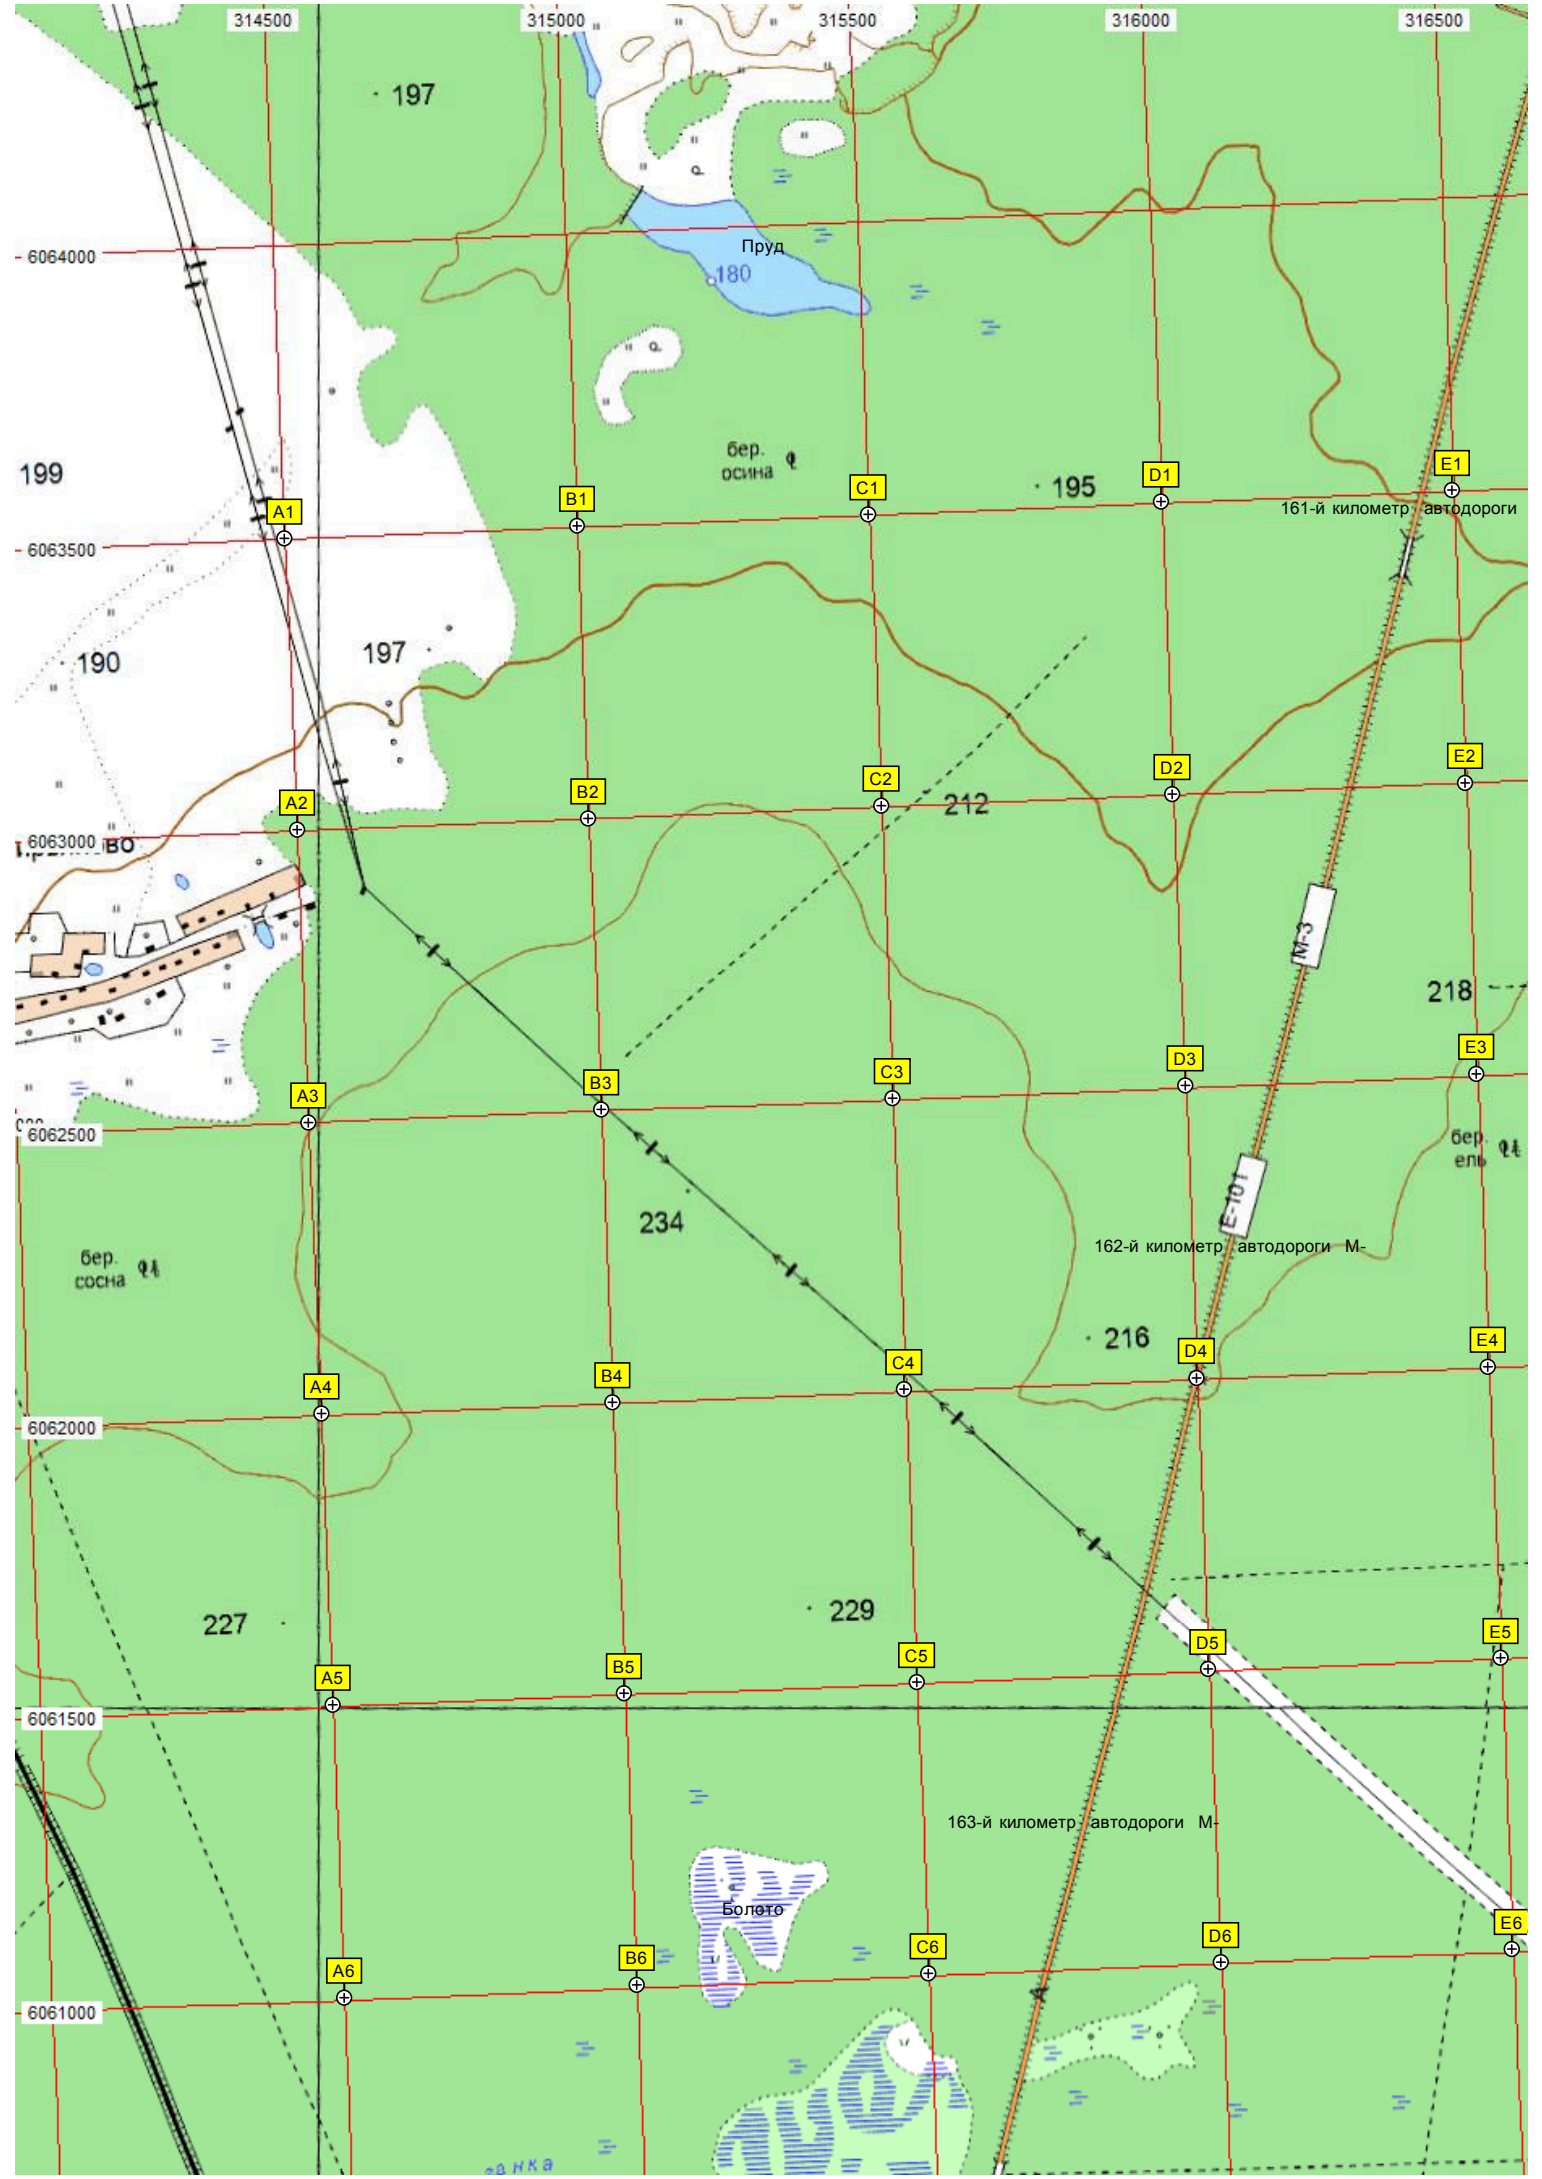 314500 315000 315500 316000 316500
197
6064000
Пруд
180
бер.
осина
199
A1 B1 C1 D1 E1
195
161-й километр автодороги
6063500
190
197
A2 B2 C2 D2 E2
212
6063000
во
М-3
218
A3 B3 C3 D3 E3
6062500
бер.
ель
Е-101
234
162-й километр автодороги М-
бер.
сосна
216
A4 B4 C4 D4 E4
6062000
227
229
A5 B5 C5 D5 E5
6061500
163-й километр автодороги М-
Болото
A6 B6 C6 D6 E6
6061000
А
занка